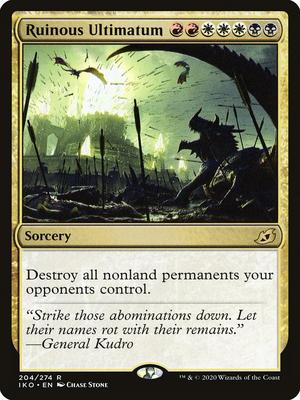 Ruinous Ultimatum
Sorcery
Destroy all nonland permanents your
opponents control.
“Strike those abominations down. Let
their names rot with their remains.”
—General Kudro
204/274 R
IKO • EN Chase Stone
™ & © 2020 Wizards of the Coast